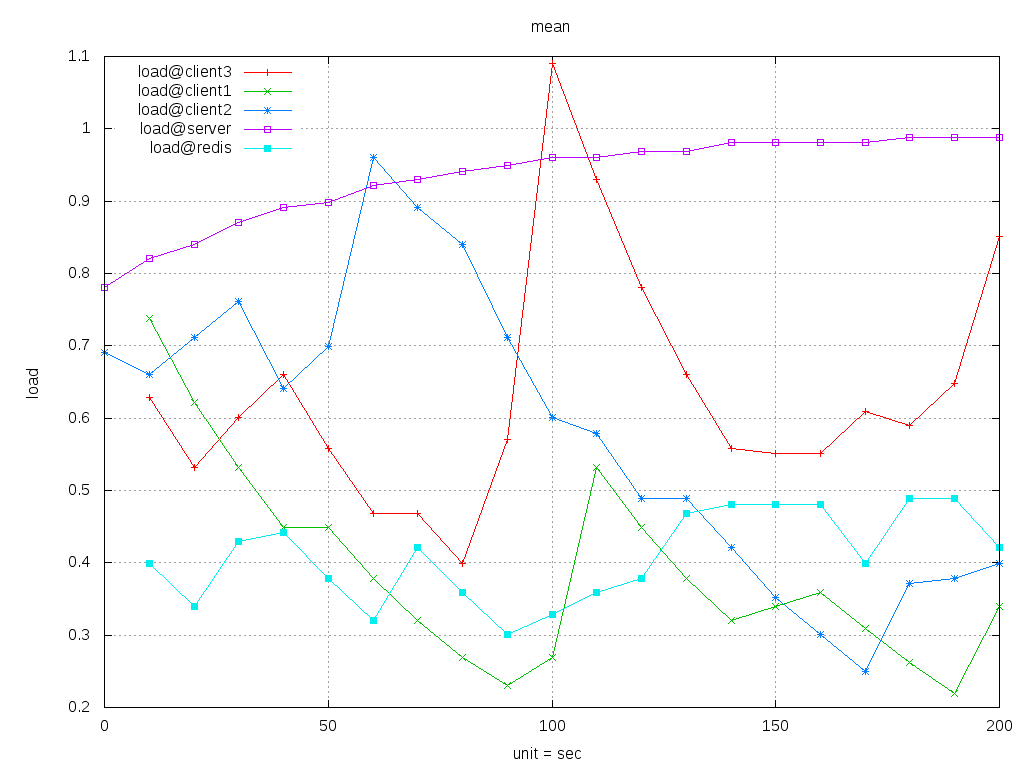 mean
1.1
1
0.9
0.8
0.7
0.6
0.5
0.4
0.3
0.2
load
load@client3
load@client1
load@client2
load@server
load@redis
0 50 100 150 200
unit = sec